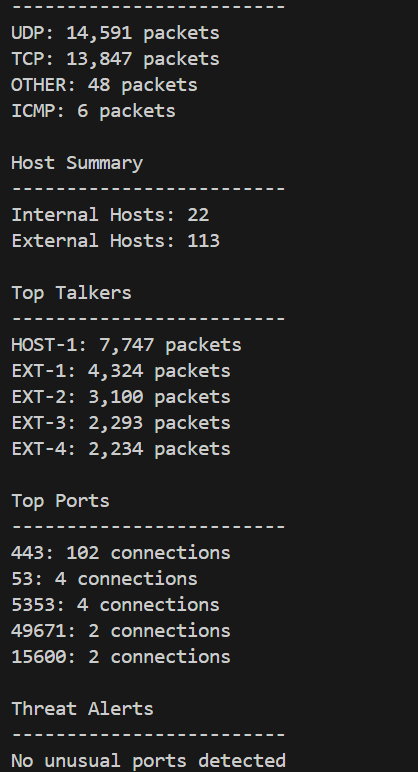 -------------------------
UDP: 14,591 packets
TCP: 13,847 packets
OTHER: 48 packets
ICMP: 6 packets

Host Summary
-------------------------
Internal Hosts: 22
External Hosts: 113

Top Talkers
-------------------------
HOST-1: 7,747 packets
EXT-1: 4,324 packets
EXT-2: 3,100 packets
EXT-3: 2,293 packets
EXT-4: 2,234 packets

Top Ports
-------------------------
443: 102 connections
53: 4 connections
5353: 4 connections
49671: 2 connections
15600: 2 connections

Threat Alerts
-------------------------
No unusual ports detected